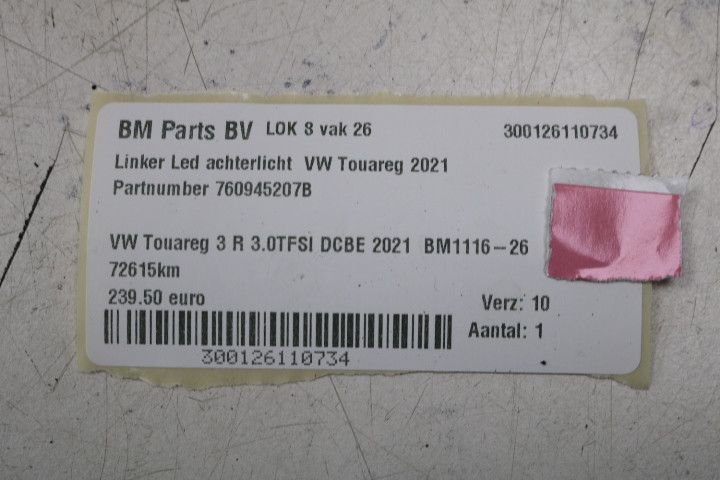 BM Parts BV LOK 8 vak 26 300126110734
Linker Led achterlicht VW Touareg 2021
Partnumber 760945207B
VW Touareg 3 R 3.0TFSI DCBE 2021 BM1116-26
72615km
239.50 euro Verz: 10
Aantal: 1
300126110734